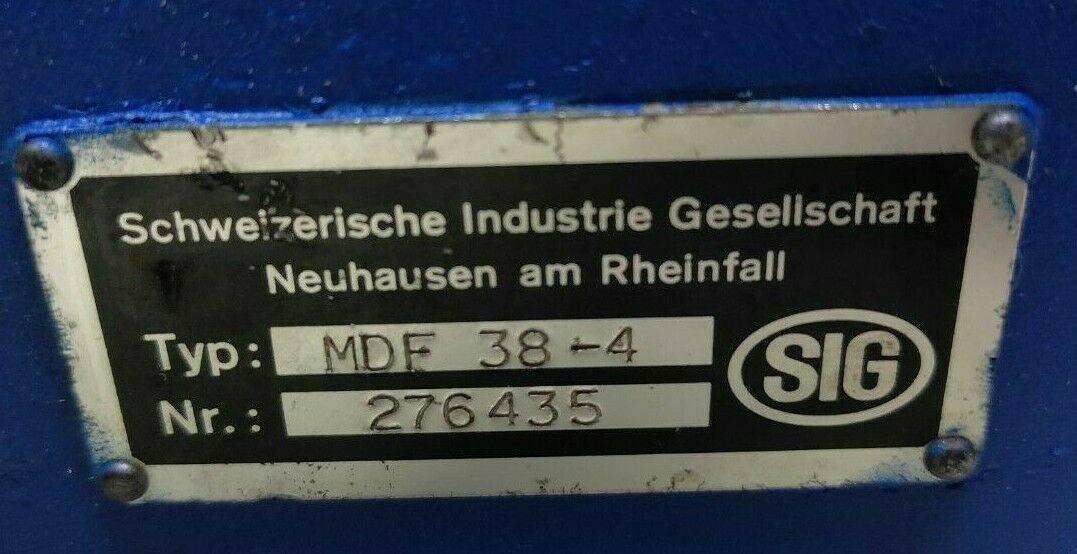 Schweizerische Industrie Gesellschaft
Neuhausen am Rheinfall
Typ: MDF 38-4
Nr.: 276435
SIG